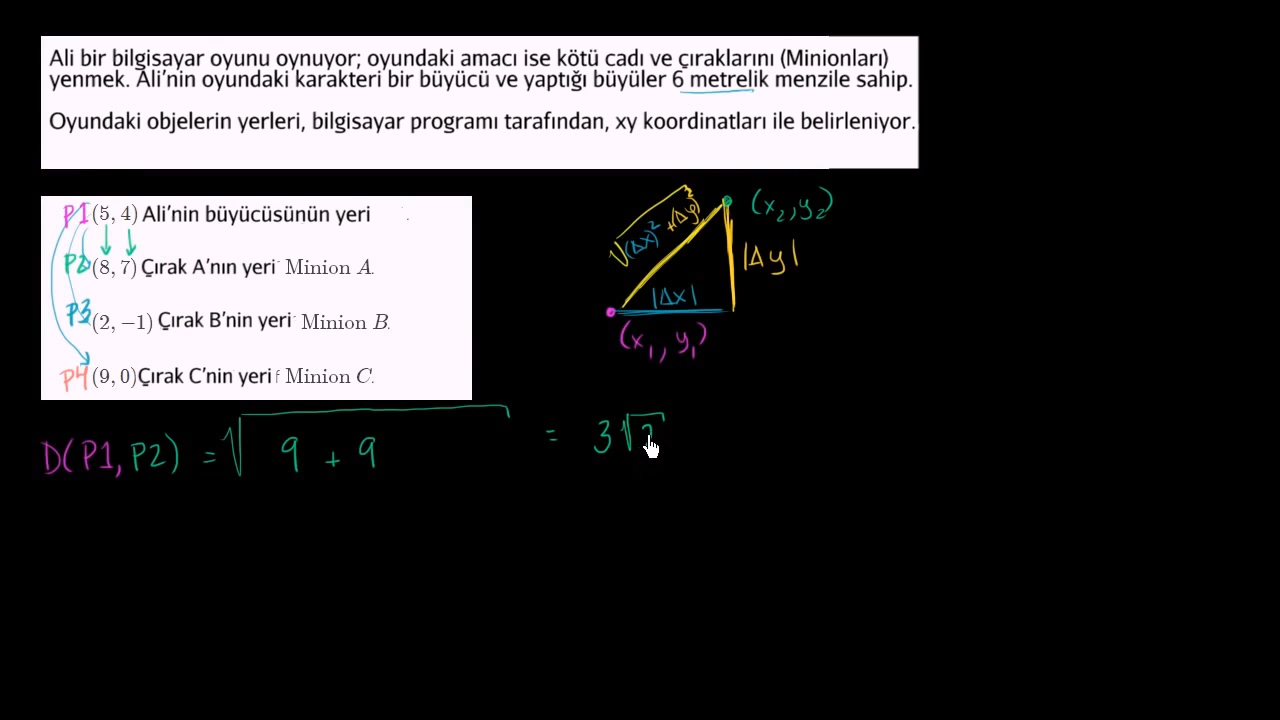 Ali bir bilgisayar oyunu oynuyor; oyundaki amacı ise kötü cadı ve çıraklarını (Minionları)
yenmek. Ali'nin oyundaki karakteri bir büyücü ve yaptığı büyüler 6 metrelik menzile sahip.
Oyundaki objelerin yerleri, bilgisayar programı tarafından, xy koordinatları ile belirleniyor.
P1 (5, 4) Ali'nin büyücüsünün yeri
P2 (8, 7) Çırak A'nın yeri Minion A.
P3 (2, −1) Çırak B'nin yeri Minion B.
P4 (9, 0) Çırak C'nin yeri Minion C.
(x₂, y₂)
√(Δx)² + (Δy)²
|Δy|
|Δx|
(x₁, y₁)
D(P1, P2) = √ 9 + 9 = 3√